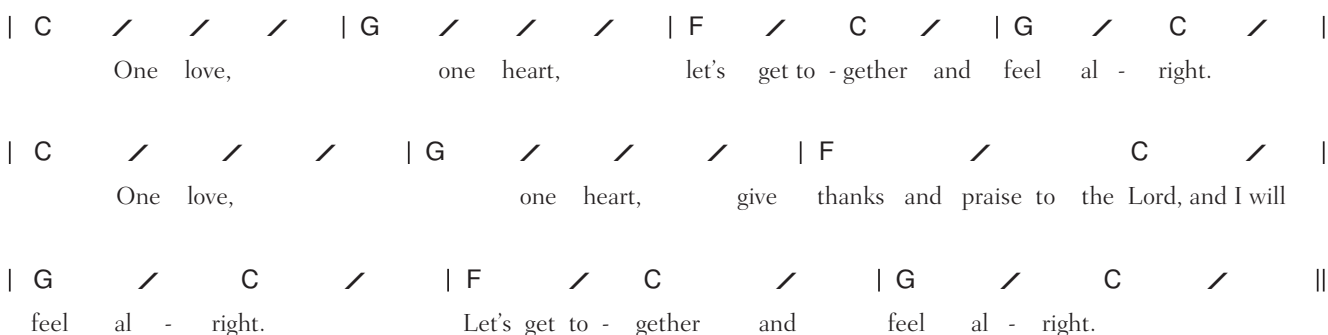 | C / / / | G / / / | F / C / | G / C / |
One love, one heart, let's get to - gether and feel al - right.
| C / / / | G / / / | F / C / |
One love, one heart, give thanks and praise to the Lord, and I will
| G / C / | F / C / | G / C / ||
feel al - right. Let's get to - gether and feel al - right.